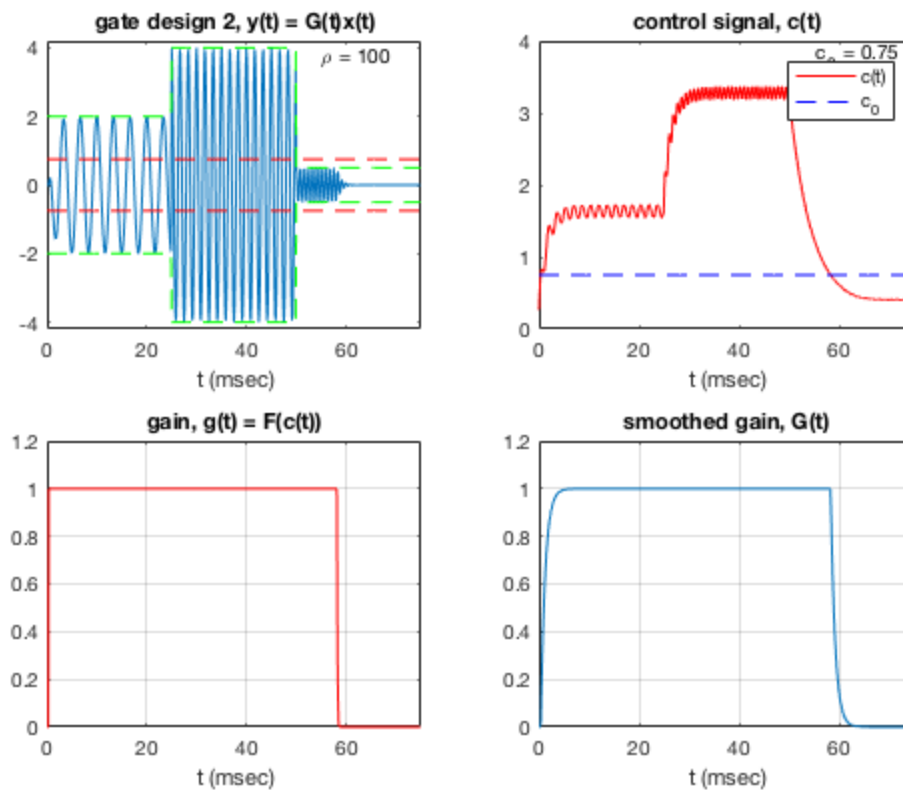 gate design 2, y(t) = G(t)x(t)
4
2
0
-2
-4
ρ = 100
0 20 40 60
t (msec)
control signal, c(t)
4
3
2
1
0
= 0.75
c(t)
c0
0 20 40 60
t (msec)
gain, g(t) = F(c(t))
1.2
1
0.8
0.6
0.4
0.2
0
0 20 40 60
t (msec)
smoothed gain, G(t)
1.2
1
0.8
0.6
0.4
0.2
0
0 20 40 60
t (msec)